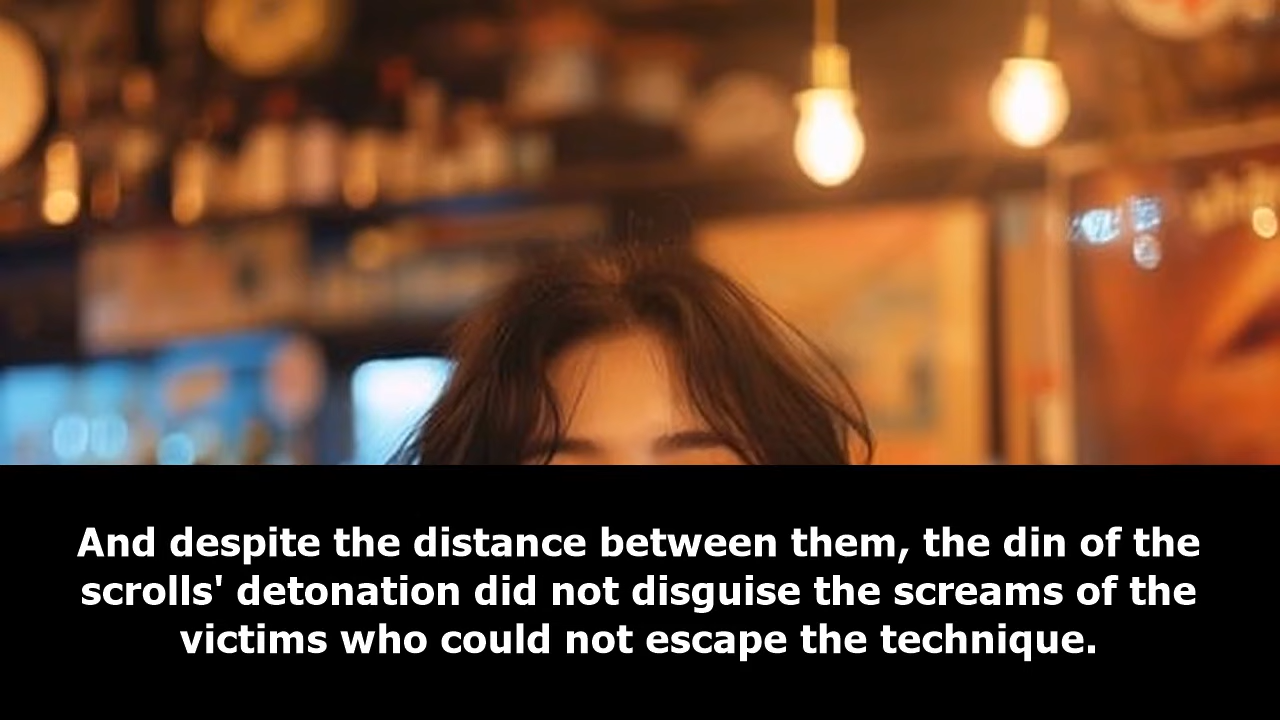 And despite the distance between them, the din of the
scrolls' detonation did not disguise the screams of the
victims who could not escape the technique.